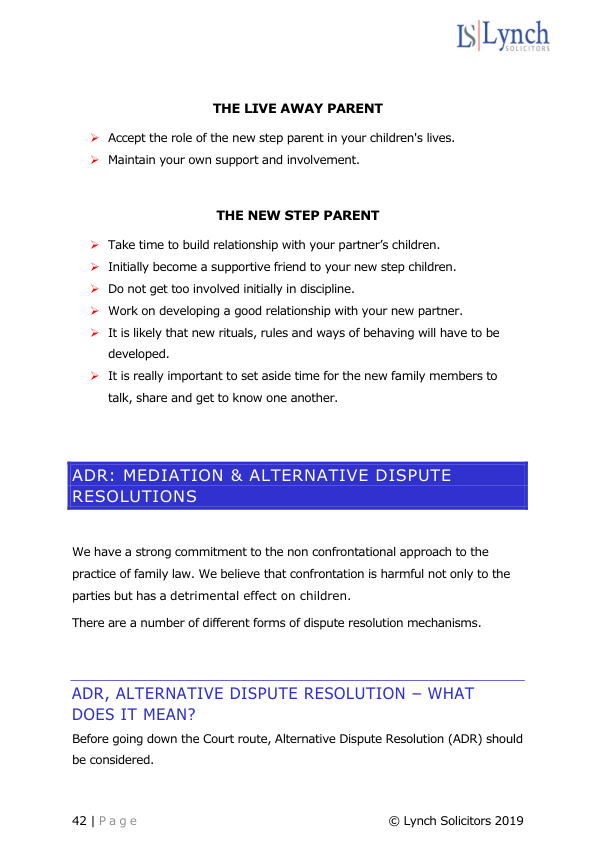 LS Lynch
SOLICITORS
THE LIVE AWAY PARENT
➢ Accept the role of the new step parent in your children's lives.
➢ Maintain your own support and involvement.
THE NEW STEP PARENT
➢ Take time to build relationship with your partner’s children.
➢ Initially become a supportive friend to your new step children.
➢ Do not get too involved initially in discipline.
➢ Work on developing a good relationship with your new partner.
➢ It is likely that new rituals, rules and ways of behaving will have to be
developed.
➢ It is really important to set aside time for the new family members to
talk, share and get to know one another.
ADR: MEDIATION & ALTERNATIVE DISPUTE
RESOLUTIONS
We have a strong commitment to the non confrontational approach to the
practice of family law. We believe that confrontation is harmful not only to the
parties but has a detrimental effect on children.
There are a number of different forms of dispute resolution mechanisms.
ADR, ALTERNATIVE DISPUTE RESOLUTION – WHAT
DOES IT MEAN?
Before going down the Court route, Alternative Dispute Resolution (ADR) should
be considered.
42 | Page © Lynch Solicitors 2019